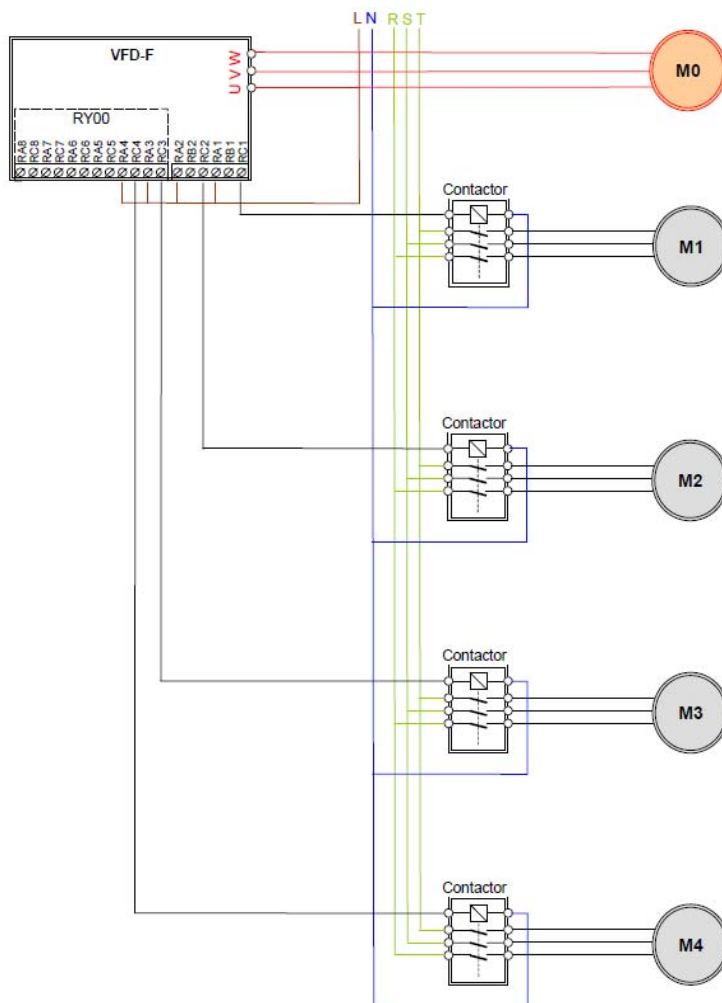 L N R S T
VFD-F
U V W
M0
RY00
RA8 RC8 RA7 RC7 RA6 RC6 RA5 RC5 RA4 RC4 RA3 RC3 RA2 RB2 RC2 RA1 RB1 RC1
Contactor
M1
Contactor
M2
Contactor
M3
Contactor
M4